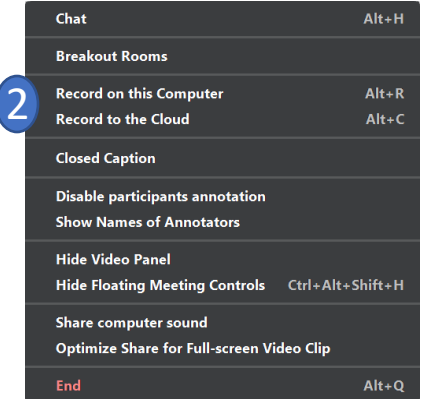 Chat Alt+H
Breakout Rooms
2
Record on this Computer Alt+R
Record to the Cloud Alt+C
Closed Caption
Disable participants annotation
Show Names of Annotators
Hide Video Panel
Hide Floating Meeting Controls Ctrl+Alt+Shift+H
Share computer sound
Optimize Share for Full-screen Video Clip
End Alt+Q